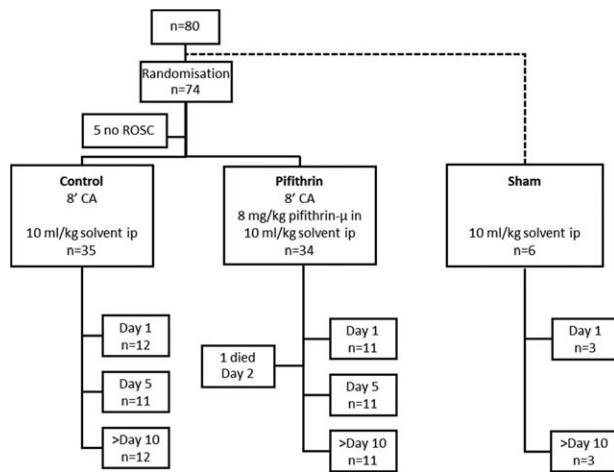 n=80
Randomisation
n=74
5 no ROSC
Control
8' CA
10 ml/kg solvent ip
n=35
Pifithrin
8' CA
8 mg/kg pifithrin-μ in
10 ml/kg solvent ip
n=34
Sham
10 ml/kg solvent ip
n=6
Day 1
n=12
Day 5
n=11
>Day 10
n=12
1 died
Day 2
Day 1
n=11
Day 5
n=11
>Day 10
n=11
Day 1
n=3
>Day 10
n=3